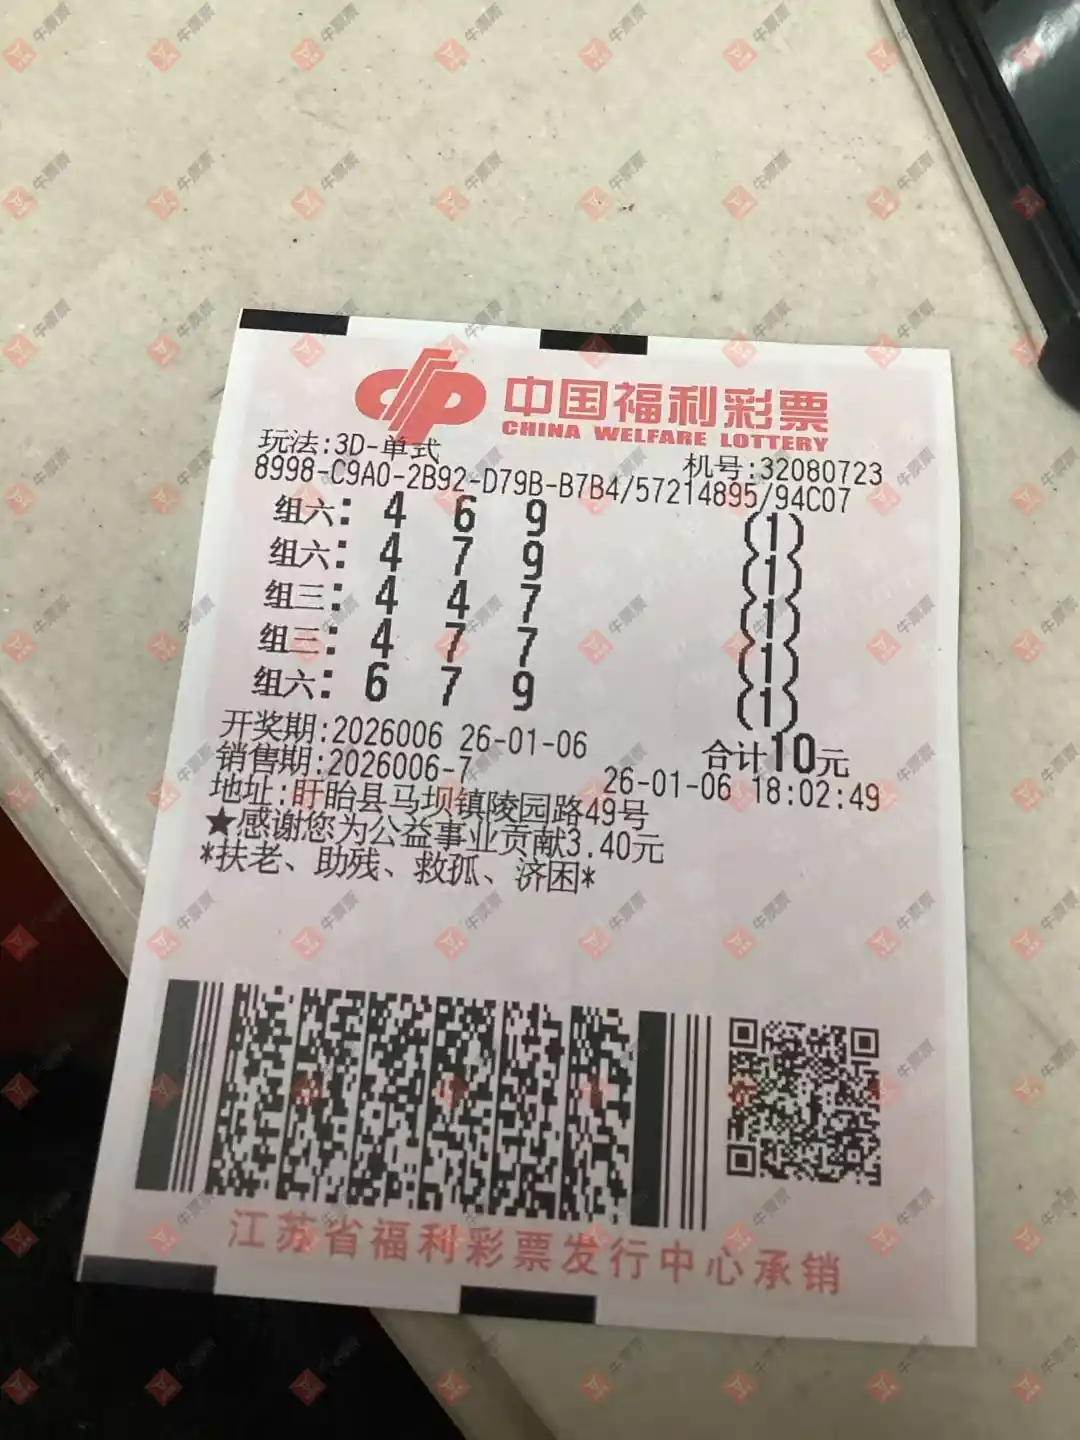 中国福利彩票
CHINA WELFARE LOTTERY
玩法:3D-单式
机号:32080723
8998-C9A0-2B92-D79B-B7B4/57214895/94C07
组六: 4 6 9 (1)
组六: 4 7 9 (1)
组三: 4 4 7 (1)
组三: 4 7 7 (1)
组六: 6 7 9 (1)
开奖期:2026006 26-01-06
合计10元
销售期:2026006-7
26-01-06 18:02:49
地址:盱眙县马坝镇陵园路49号
★感谢您为公益事业贡献3.40元
*扶老、助残、救孤、济困*
江苏省福利彩票发行中心承销
牛票票